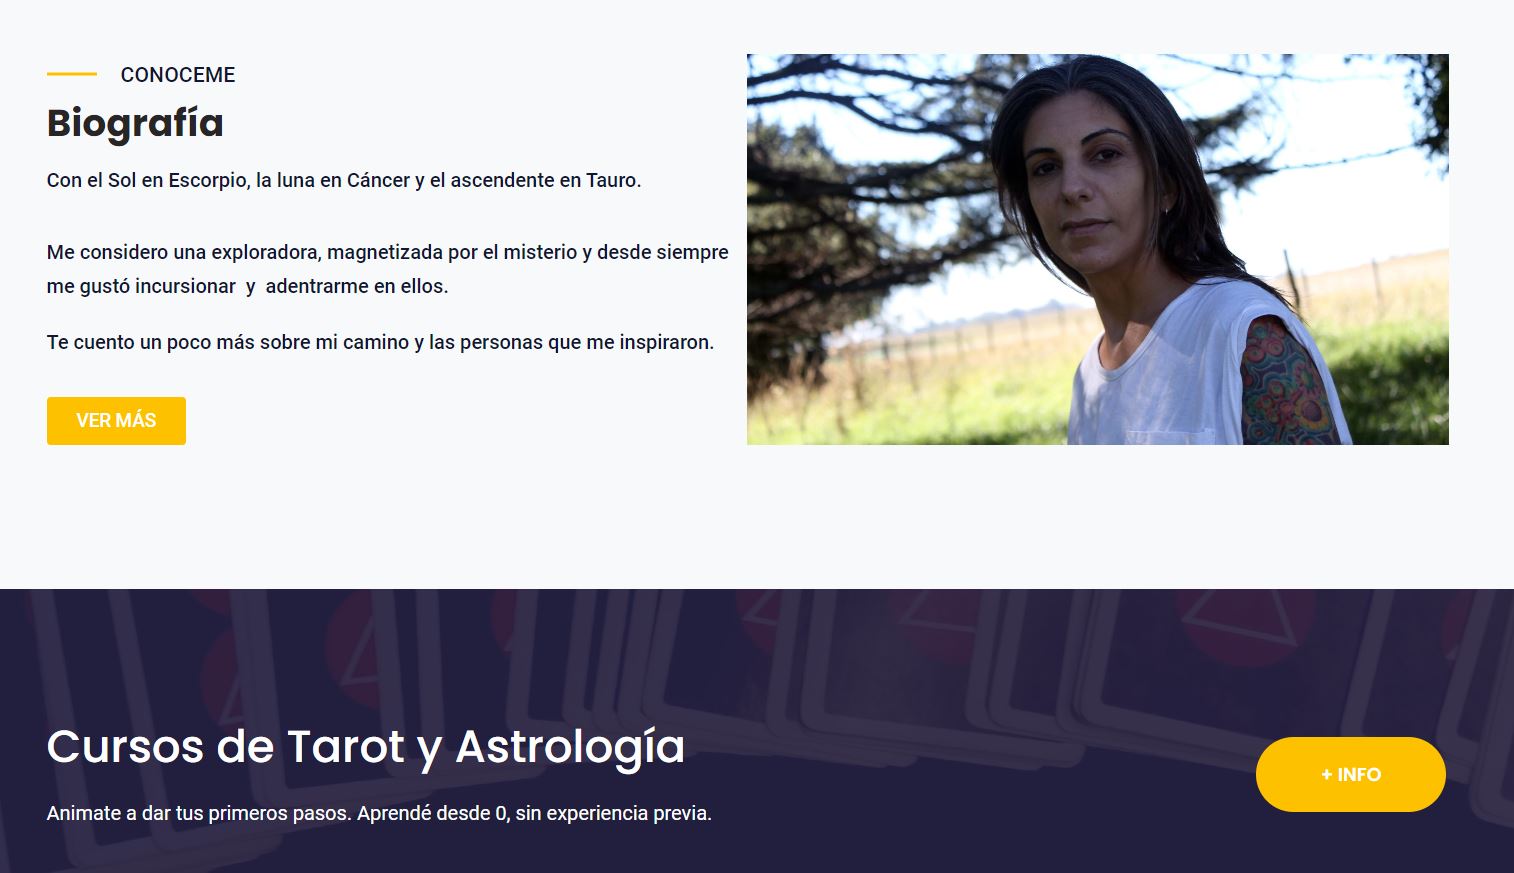 CONOCEME
Biografía
Con el Sol en Escorpio, la luna en Cáncer y el ascendente en Tauro.
Me considero una exploradora, magnetizada por el misterio y desde siempre
me gustó incursionar  y  adentrarme en ellos.
Te cuento un poco más sobre mi camino y las personas que me inspiraron.
VER MÁS
Cursos de Tarot y Astrología
Animate a dar tus primeros pasos. Aprendé desde 0, sin experiencia previa.
+ INFO